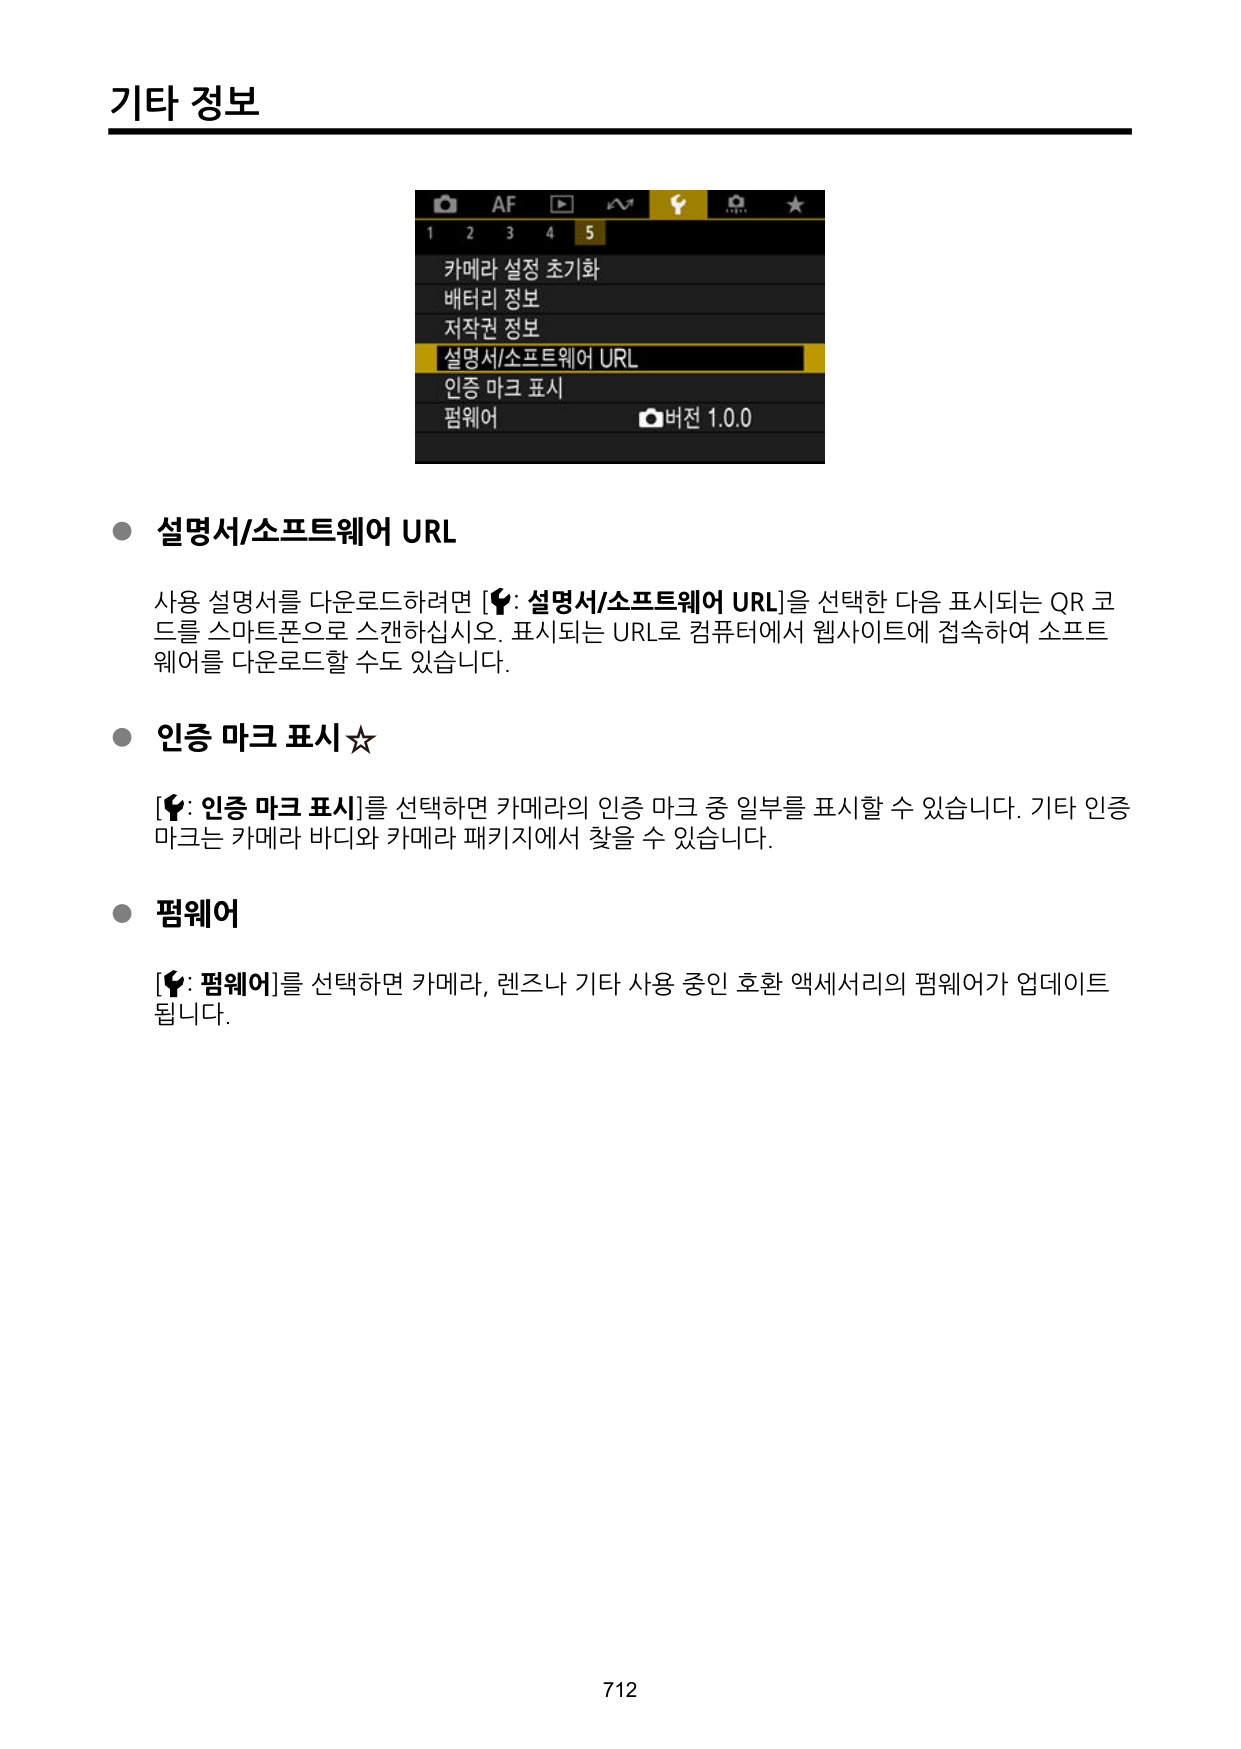 기타 정보
AF
1 2 3 4 5
카메라 설정 초기화
배터리 정보
저작권 정보
설명서/소프트웨어 URL
인증 마크 표시
펌웨어 버전 1.0.0
● 설명서/소프트웨어 URL
사용 설명서를 다운로드하려면 [: 설명서/소프트웨어 URL]을 선택한 다음 표시되는 QR 코
드를 스마트폰으로 스캔하십시오. 표시되는 URL로 컴퓨터에서 웹사이트에 접속하여 소프트
웨어를 다운로드할 수도 있습니다.
● 인증 마크 표시☆
[: 인증 마크 표시]를 선택하면 카메라의 인증 마크 중 일부를 표시할 수 있습니다. 기타 인증
마크는 카메라 바디와 카메라 패키지에서 찾을 수 있습니다.
● 펌웨어
[: 펌웨어]를 선택하면 카메라, 렌즈나 기타 사용 중인 호환 액세서리의 펌웨어가 업데이트
됩니다.
712